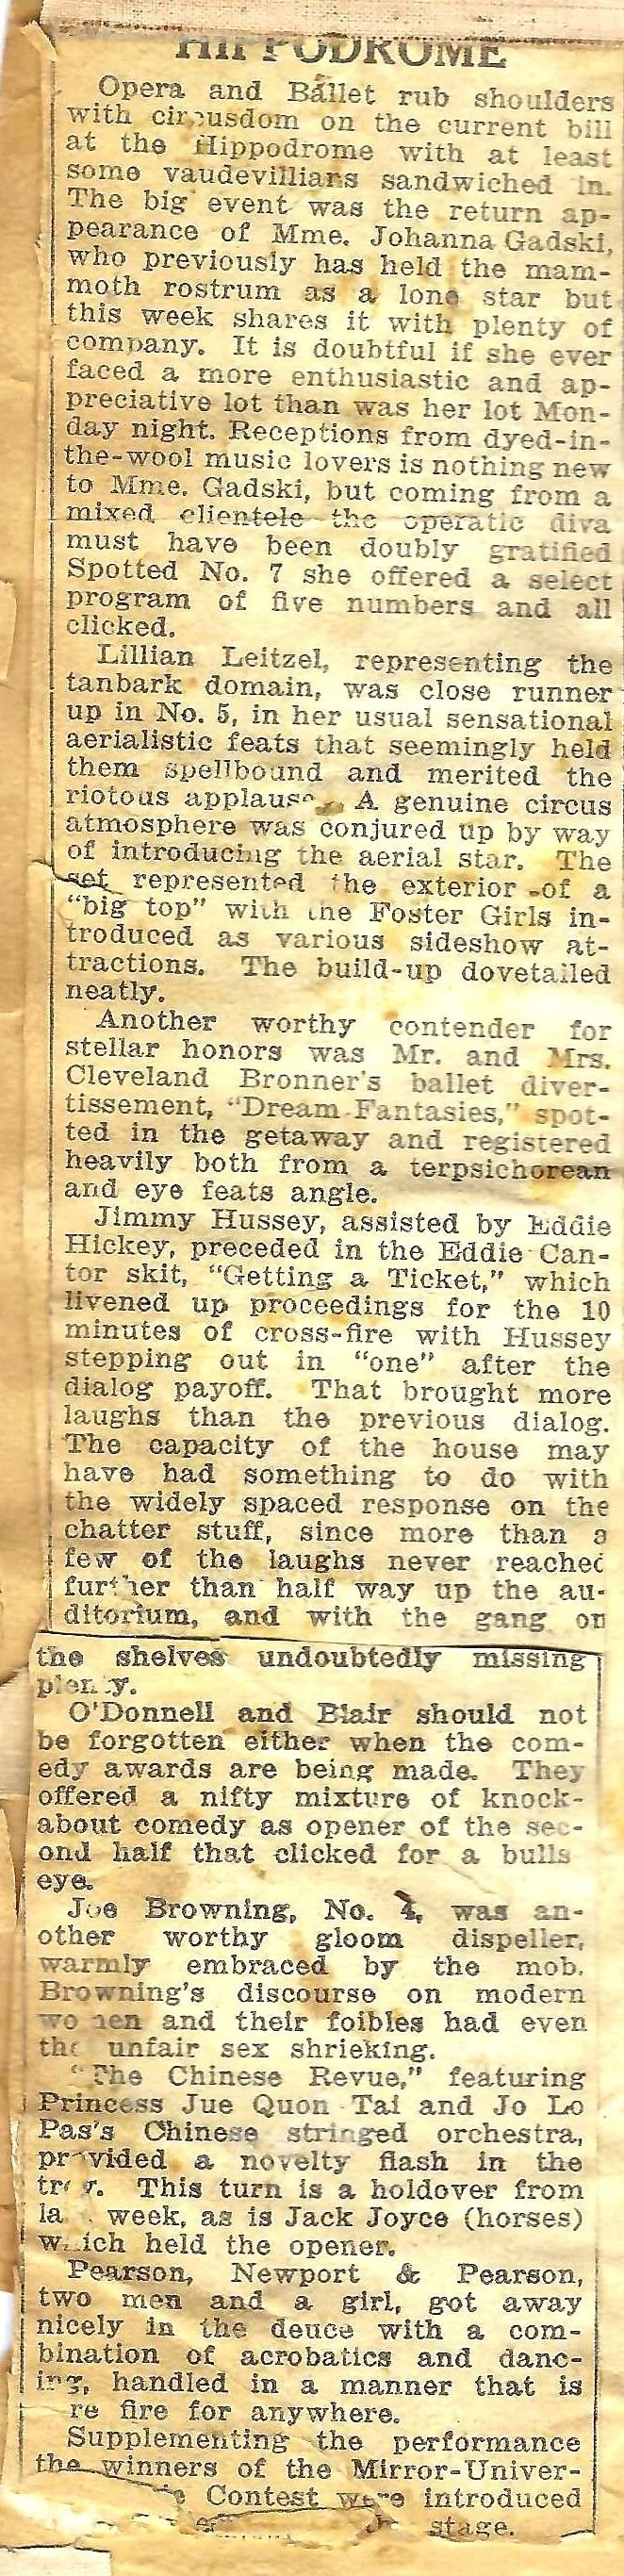 HIPPODROME
Opera and Ballet rub shoulders
with circusdom on the current bill
at the Hippodrome with at least
some vaudevillians sandwiched in.
The big event was the return ap-
pearance of Mme. Johanna Gadski,
who previously has held the mam-
moth rostrum as a lone star but
this week shares it with plenty of
company. It is doubtful if she ever
faced a more enthusiastic and ap-
preciative lot than was her lot Mon-
day night. Receptions from dyed-in-
the-wool music lovers is nothing new
to Mme. Gadski, but coming from a
mixed clientele the operatic diva
must have been doubly gratified
Spotted No. 7 she offered a select
program of five numbers and all
clicked.
Lillian Leitzel, representing the
tanbark domain, was close runner
up in No. 5, in her usual sensational
aerialistic feats that seemingly held
them spellbound and merited the
riotous applause. A genuine circus
atmosphere was conjured up by way
of introducing the aerial star. The
set represented the exterior of a
"big top" with the Foster Girls in-
troduced as various sideshow at-
tractions. The build-up dovetailed
neatly.
Another worthy contender for
stellar honors was Mr. and Mrs.
Cleveland Bronner's ballet diver-
tissement, "Dream Fantasies," spot-
ted in the getaway and registered
heavily both from a terpsichorean
and eye feats angle.
Jimmy Hussey, assisted by Eddie
Hickey, preceded in the Eddie Can-
tor skit, "Getting a Ticket," which
livened up proceedings for the 10
minutes of cross-fire with Hussey
stepping out in "one" after the
dialog payoff. That brought more
laughs than the previous dialog.
The capacity of the house may
have had something to do with
the widely spaced response on the
chatter stuff, since more than a
few of the laughs never reached
further than half way up the au-
ditorium, and with the gang on
the shelves undoubtedly missing
plenty.
O'Donnell and Blair should not
be forgotten either when the com-
edy awards are being made. They
offered a nifty mixture of knock-
about comedy as opener of the sec-
ond half that clicked for a bulls
eye.
Joe Browning, No. 4, was an-
other worthy gloom dispeller,
warmly embraced by the mob.
Browning's discourse on modern
women and their foibles had even
the unfair sex shrieking.
"The Chinese Revue," featuring
Princess Jue Quon Tai and Jo Lo
Pas's Chinese stringed orchestra,
provided a novelty flash in the
trey. This turn is a holdover from
la week, as is Jack Joyce (horses)
which held the opener.
Pearson, Newport & Pearson,
two men and a girl, got away
nicely in the deuce with a com-
bination of acrobatics and danc-
ing, handled in a manner that is
re fire for anywhere.
Supplementing the performance
the winners of the Mirror-Univer-
Contest were introduced
stage.